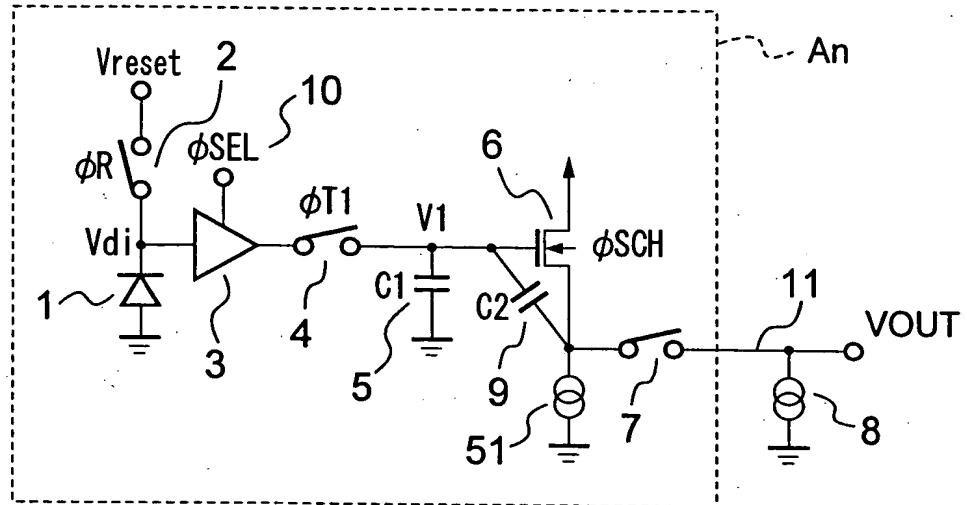 An
Vreset
2
10
φR
φSEL
6
φT1
Vdi
V1
φSCH
1
C1
C2
11
VOUT
3
4
5
9
51
7
8